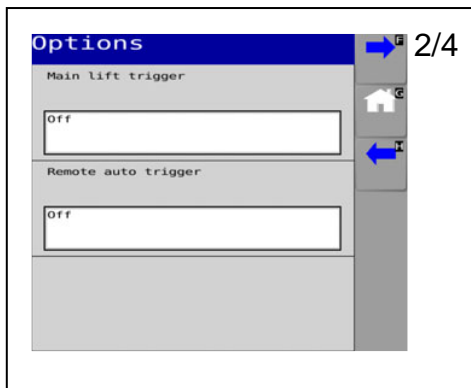 Options
Main lift trigger
Off
Remote auto trigger
Off
F
G
H
2/4